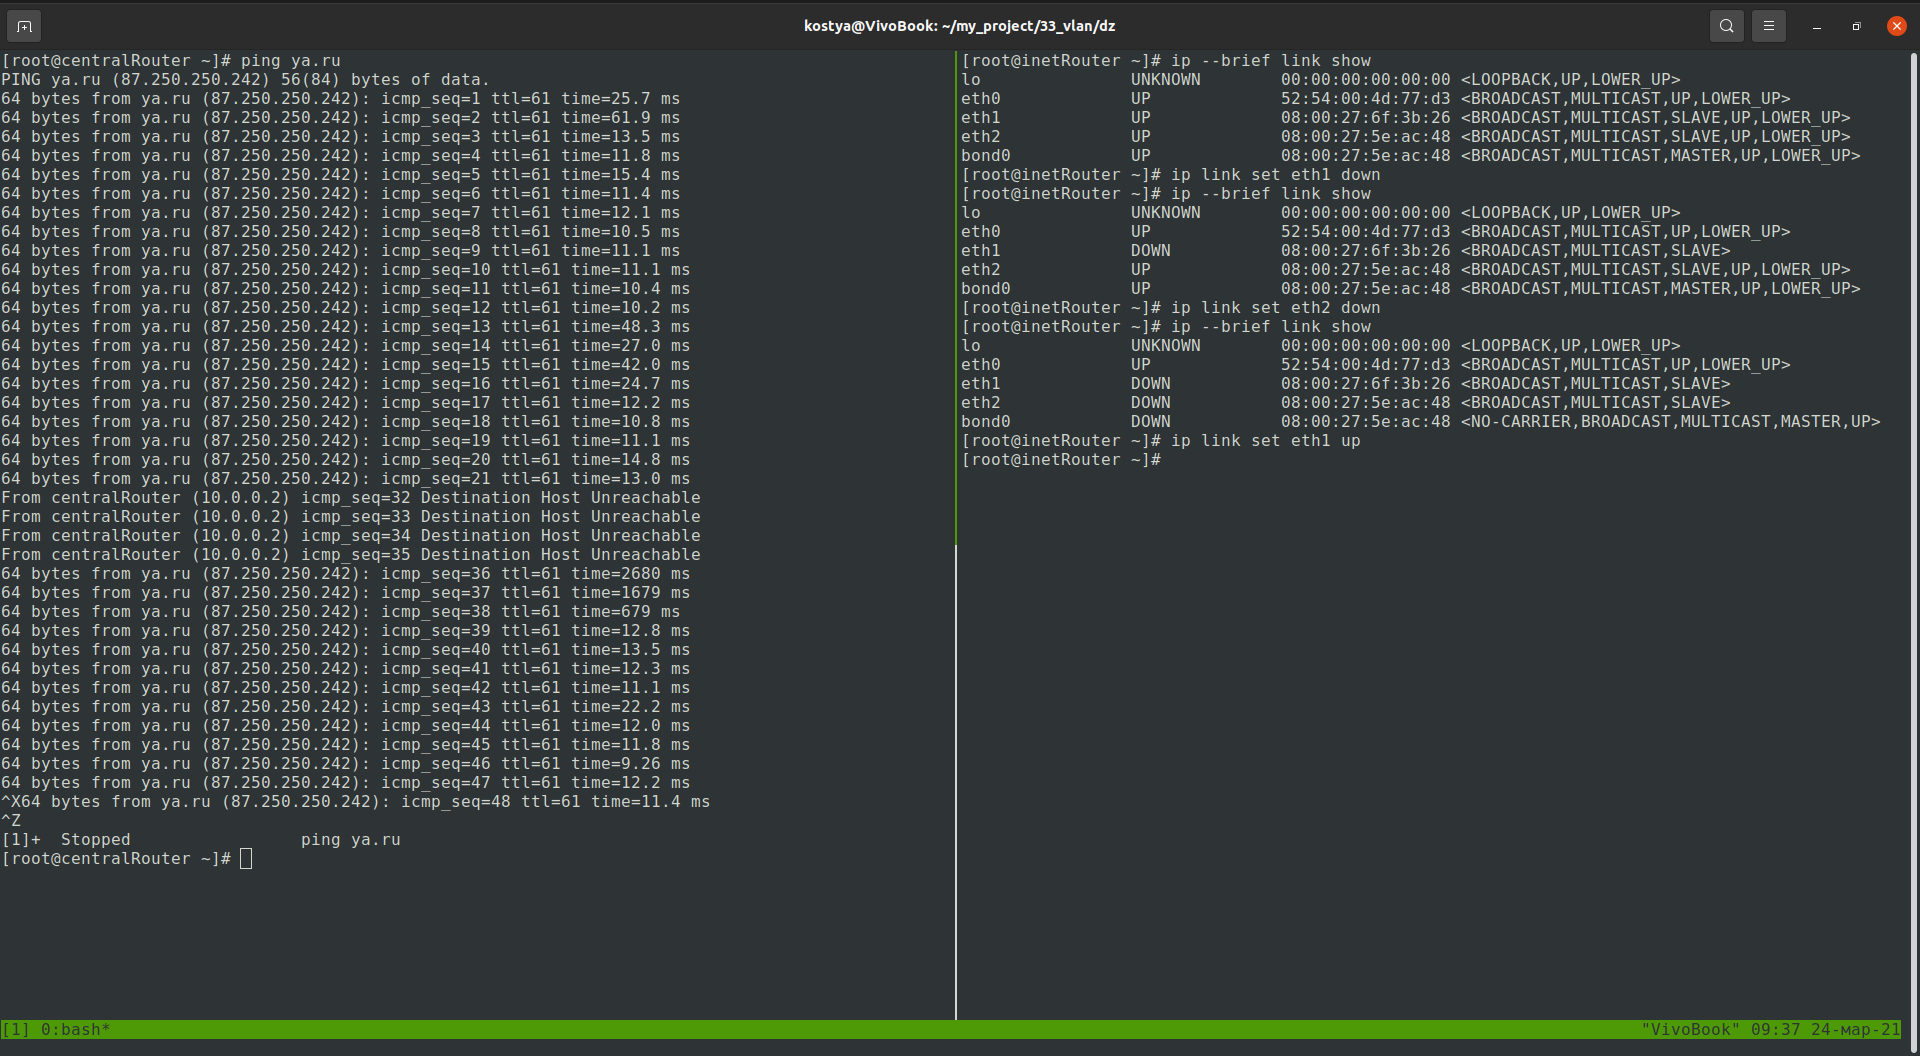 kostya@VivoBook: ~/my_project/33_vlan/dz
[root@centralRouter ~]# ping ya.ru
PING ya.ru (87.250.250.242) 56(84) bytes of data.
64 bytes from ya.ru (87.250.250.242): icmp_seq=1 ttl=61 time=25.7 ms
64 bytes from ya.ru (87.250.250.242): icmp_seq=2 ttl=61 time=61.9 ms
64 bytes from ya.ru (87.250.250.242): icmp_seq=3 ttl=61 time=13.5 ms
64 bytes from ya.ru (87.250.250.242): icmp_seq=4 ttl=61 time=11.8 ms
64 bytes from ya.ru (87.250.250.242): icmp_seq=5 ttl=61 time=15.4 ms
64 bytes from ya.ru (87.250.250.242): icmp_seq=6 ttl=61 time=11.4 ms
64 bytes from ya.ru (87.250.250.242): icmp_seq=7 ttl=61 time=12.1 ms
64 bytes from ya.ru (87.250.250.242): icmp_seq=8 ttl=61 time=10.5 ms
64 bytes from ya.ru (87.250.250.242): icmp_seq=9 ttl=61 time=11.1 ms
64 bytes from ya.ru (87.250.250.242): icmp_seq=10 ttl=61 time=11.1 ms
64 bytes from ya.ru (87.250.250.242): icmp_seq=11 ttl=61 time=10.4 ms
64 bytes from ya.ru (87.250.250.242): icmp_seq=12 ttl=61 time=10.2 ms
64 bytes from ya.ru (87.250.250.242): icmp_seq=13 ttl=61 time=48.3 ms
64 bytes from ya.ru (87.250.250.242): icmp_seq=14 ttl=61 time=27.0 ms
64 bytes from ya.ru (87.250.250.242): icmp_seq=15 ttl=61 time=42.0 ms
64 bytes from ya.ru (87.250.250.242): icmp_seq=16 ttl=61 time=24.7 ms
64 bytes from ya.ru (87.250.250.242): icmp_seq=17 ttl=61 time=12.2 ms
64 bytes from ya.ru (87.250.250.242): icmp_seq=18 ttl=61 time=10.8 ms
64 bytes from ya.ru (87.250.250.242): icmp_seq=19 ttl=61 time=11.1 ms
64 bytes from ya.ru (87.250.250.242): icmp_seq=20 ttl=61 time=14.8 ms
64 bytes from ya.ru (87.250.250.242): icmp_seq=21 ttl=61 time=13.0 ms
From centralRouter (10.0.0.2) icmp_seq=32 Destination Host Unreachable
From centralRouter (10.0.0.2) icmp_seq=33 Destination Host Unreachable
From centralRouter (10.0.0.2) icmp_seq=34 Destination Host Unreachable
From centralRouter (10.0.0.2) icmp_seq=35 Destination Host Unreachable
64 bytes from ya.ru (87.250.250.242): icmp_seq=36 ttl=61 time=2680 ms
64 bytes from ya.ru (87.250.250.242): icmp_seq=37 ttl=61 time=1679 ms
64 bytes from ya.ru (87.250.250.242): icmp_seq=38 ttl=61 time=679 ms
64 bytes from ya.ru (87.250.250.242): icmp_seq=39 ttl=61 time=12.8 ms
64 bytes from ya.ru (87.250.250.242): icmp_seq=40 ttl=61 time=13.5 ms
64 bytes from ya.ru (87.250.250.242): icmp_seq=41 ttl=61 time=12.3 ms
64 bytes from ya.ru (87.250.250.242): icmp_seq=42 ttl=61 time=11.1 ms
64 bytes from ya.ru (87.250.250.242): icmp_seq=43 ttl=61 time=22.2 ms
64 bytes from ya.ru (87.250.250.242): icmp_seq=44 ttl=61 time=12.0 ms
64 bytes from ya.ru (87.250.250.242): icmp_seq=45 ttl=61 time=11.8 ms
64 bytes from ya.ru (87.250.250.242): icmp_seq=46 ttl=61 time=9.26 ms
64 bytes from ya.ru (87.250.250.242): icmp_seq=47 ttl=61 time=12.2 ms
^X64 bytes from ya.ru (87.250.250.242): icmp_seq=48 ttl=61 time=11.4 ms
^Z
[1]+  Stopped                 ping ya.ru
[root@centralRouter ~]#
[root@inetRouter ~]# ip --brief link show
lo               UNKNOWN        00:00:00:00:00:00 <LOOPBACK,UP,LOWER_UP>
eth0             UP             52:54:00:4d:77:d3 <BROADCAST,MULTICAST,UP,LOWER_UP>
eth1             UP             08:00:27:6f:3b:26 <BROADCAST,MULTICAST,SLAVE,UP,LOWER_UP>
eth2             UP             08:00:27:5e:ac:48 <BROADCAST,MULTICAST,SLAVE,UP,LOWER_UP>
bond0            UP             08:00:27:5e:ac:48 <BROADCAST,MULTICAST,MASTER,UP,LOWER_UP>
[root@inetRouter ~]# ip link set eth1 down
[root@inetRouter ~]# ip --brief link show
lo               UNKNOWN        00:00:00:00:00:00 <LOOPBACK,UP,LOWER_UP>
eth0             UP             52:54:00:4d:77:d3 <BROADCAST,MULTICAST,UP,LOWER_UP>
eth1             DOWN           08:00:27:6f:3b:26 <BROADCAST,MULTICAST,SLAVE>
eth2             UP             08:00:27:5e:ac:48 <BROADCAST,MULTICAST,SLAVE,UP,LOWER_UP>
bond0            UP             08:00:27:5e:ac:48 <BROADCAST,MULTICAST,MASTER,UP,LOWER_UP>
[root@inetRouter ~]# ip link set eth2 down
[root@inetRouter ~]# ip --brief link show
lo               UNKNOWN        00:00:00:00:00:00 <LOOPBACK,UP,LOWER_UP>
eth0             UP             52:54:00:4d:77:d3 <BROADCAST,MULTICAST,UP,LOWER_UP>
eth1             DOWN           08:00:27:6f:3b:26 <BROADCAST,MULTICAST,SLAVE>
eth2             DOWN           08:00:27:5e:ac:48 <BROADCAST,MULTICAST,SLAVE>
bond0            DOWN           08:00:27:5e:ac:48 <NO-CARRIER,BROADCAST,MULTICAST,MASTER,UP>
[root@inetRouter ~]# ip link set eth1 up
[root@inetRouter ~]#
[1] 0:bash*
"VivoBook" 09:37 24-мар-21